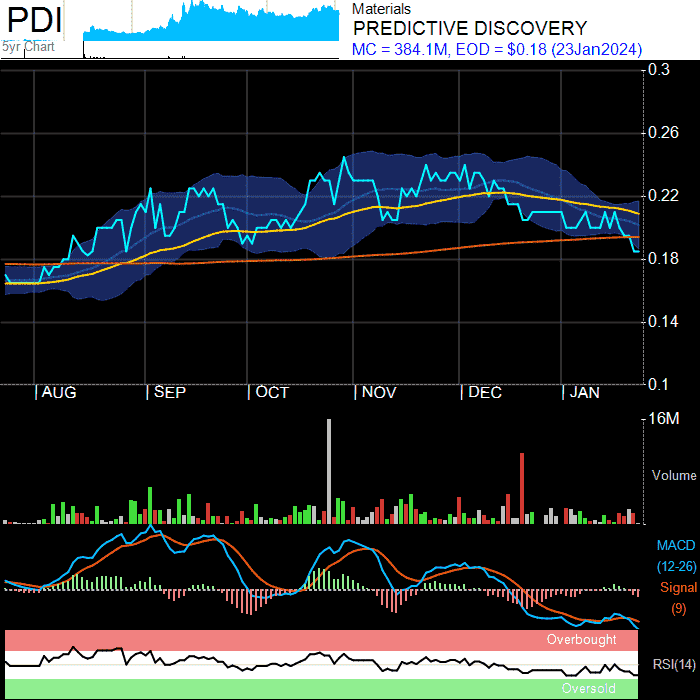 PDI
5yr Chart
Materials
PREDICTIVE DISCOVERY
MC = 384.1M, EOD = $0.18 (23Jan2024)
0.3
0.26
0.22
0.18
0.14
0.1
AUG SEP OCT NOV DEC JAN
16M
Volume
MACD
(12-26)
Signal
(9)
Overbought
RSI(14)
Oversold